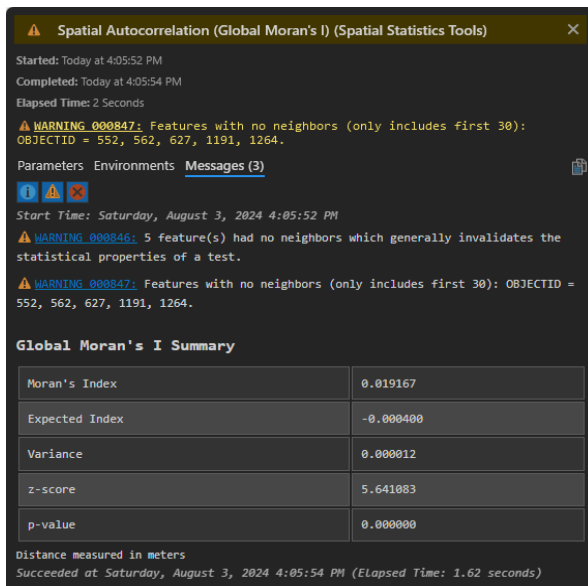 Spatial Autocorrelation (Global Moran's I) (Spatial Statistics Tools)
Started: Today at 4:05:52 PM
Completed: Today at 4:05:54 PM
Elapsed Time: 2 Seconds
WARNING 000847: Features with no neighbors (only includes first 30):
OBJECTID = 552, 562, 627, 1191, 1264.
Parameters Environments Messages (3)
Start Time: Saturday, August 3, 2024 4:05:52 PM
WARNING 000846: 5 feature(s) had no neighbors which generally invalidates the
statistical properties of a test.
WARNING 000847: Features with no neighbors (only includes first 30): OBJECTID =
552, 562, 627, 1191, 1264.
Global Moran's I Summary
Moran's Index 0.019167
Expected Index -0.000400
Variance 0.000012
z-score 5.641083
p-value 0.000000
Distance measured in meters
Succeeded at Saturday, August 3, 2024 4:05:54 PM (Elapsed Time: 1.62 seconds)